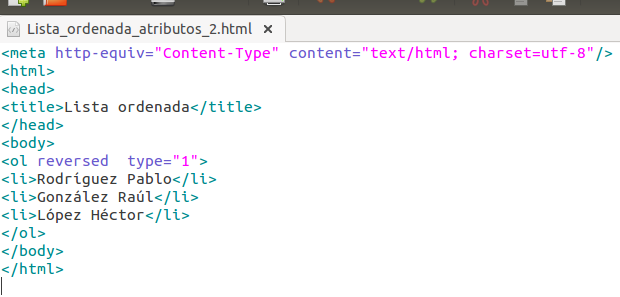 Lista_ordenada_atributos_2.html
<meta http-equiv="Content-Type" content="text/html; charset=utf-8"/>
<html>
<head>
<title>Lista ordenada</title>
</head>
<body>
<ol reversed  type="1">
<li>Rodríguez Pablo</li>
<li>González Raúl</li>
<li>López Héctor</li>
</ol>
</body>
</html>